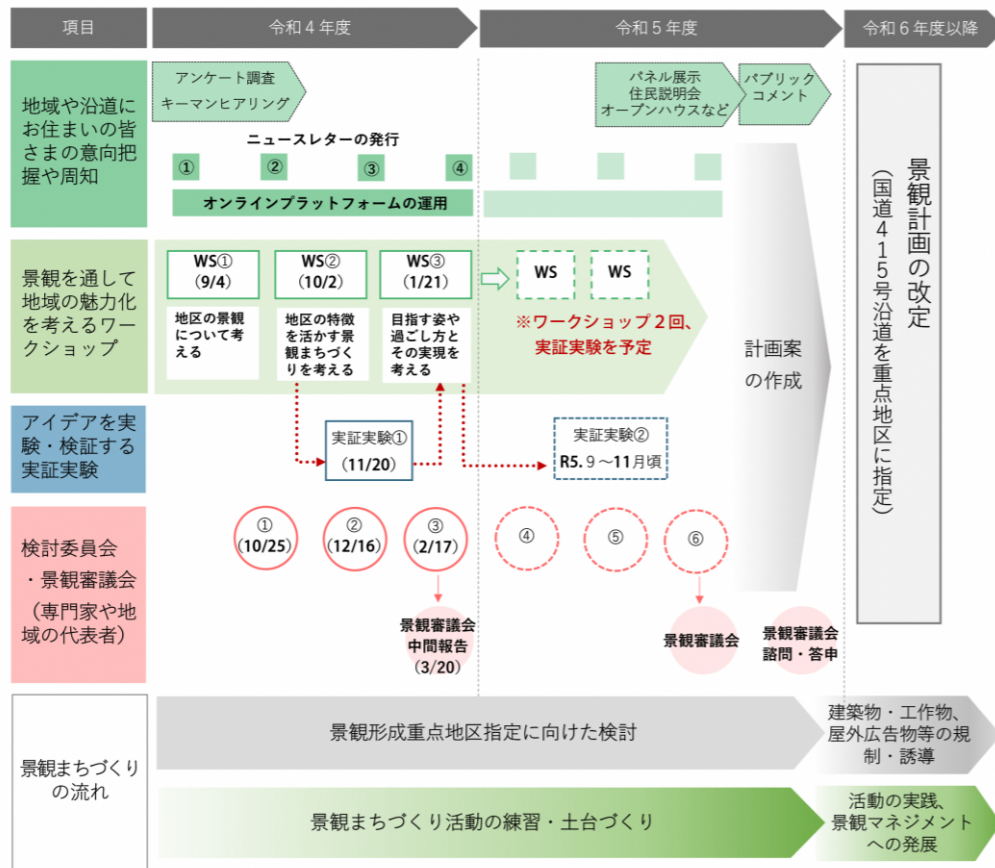 項目
令和４年度
令和５年度
令和６年度以降
地域や沿道に
お住まいの皆
さまの意向把
握や周知
アンケート調査
キーマンヒアリング
パネル展示
住民説明会
オープンハウスなど
パブリック
コメント
ニュースレターの発行
① ② ③ ④
オンラインプラットフォームの運用
景観を通して
地域の魅力化
を考えるワー
クショップ
WS①
(9/4)
地区の景観
について考
える
WS②
(10/2)
地区の特徴
を活かす景
観まちづく
りを考える
WS③
(1/21)
目指す姿や
過ごし方と
その実現を
考える
WS
WS
※ワークショップ２回、
実証実験を予定
計画案
の作成
景観計画の改定
（国道４１５号沿道を重点地区に指定）
アイデアを実
験・検証する
実証実験
実証実験①
(11/20)
実証実験②
R5.９～11月頃
検討委員会
・景観審議会
（専門家や地
域の代表者）
①
(10/25)
②
(12/16)
③
(2/17)
④
⑤
⑥
景観審議会
中間報告
(3/20)
景観審議会
景観審議会
諮問・答申
景観まちづくり
の流れ
景観形成重点地区指定に向けた検討
建築物・工作物、
屋外広告物等の規
制・誘導
景観まちづくり活動の練習・土台づくり
活動の実践、
景観マネジメント
への発展